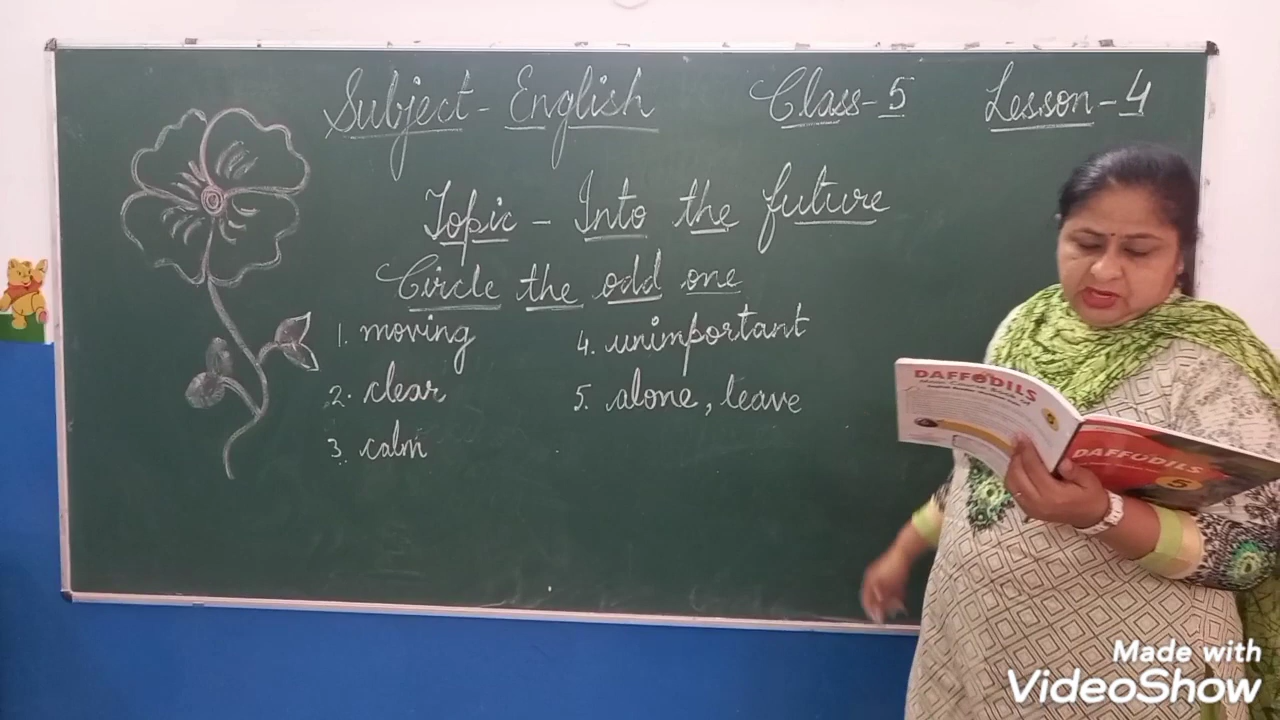 Subject - English Class - 5 Lesson - 4
Topic - Into the future
Circle the odd one
1. moving
2. clear
3. calm
4. unimportant
5. alone, leave
DAFFODILS
5
DAFFODILS
5
Made with
VideoShow